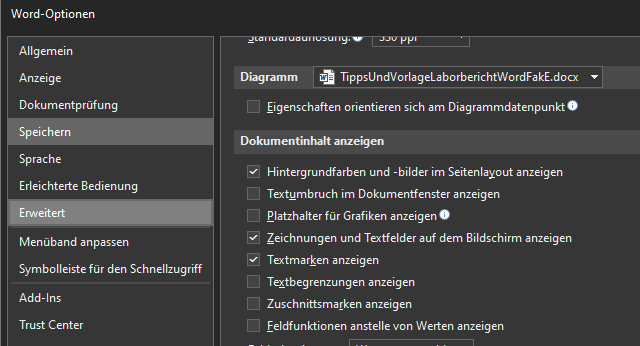 Word-Optionen
Allgemein
Anzeige
Dokumentprüfung
Speichern
Sprache
Erleichterte Bedienung
Erweitert
Menüband anpassen
Symbolleiste für den Schnellzugriff
Add-Ins
Trust Center
Standardauflösung: 330 ppi
Diagramm TippsUndVorlageLaborberichtWordFakE.docx
Eigenschaften orientieren sich am Diagrammdatenpunkt
Dokumentinhalt anzeigen
Hintergrundfarben und -bilder im Seitenlayout anzeigen
Textumbruch im Dokumentfenster anzeigen
Platzhalter für Grafiken anzeigen
Zeichnungen und Textfelder auf dem Bildschirm anzeigen
Textmarken anzeigen
Textbegrenzungen anzeigen
Zuschnittsmarken anzeigen
Feldfunktionen anstelle von Werten anzeigen